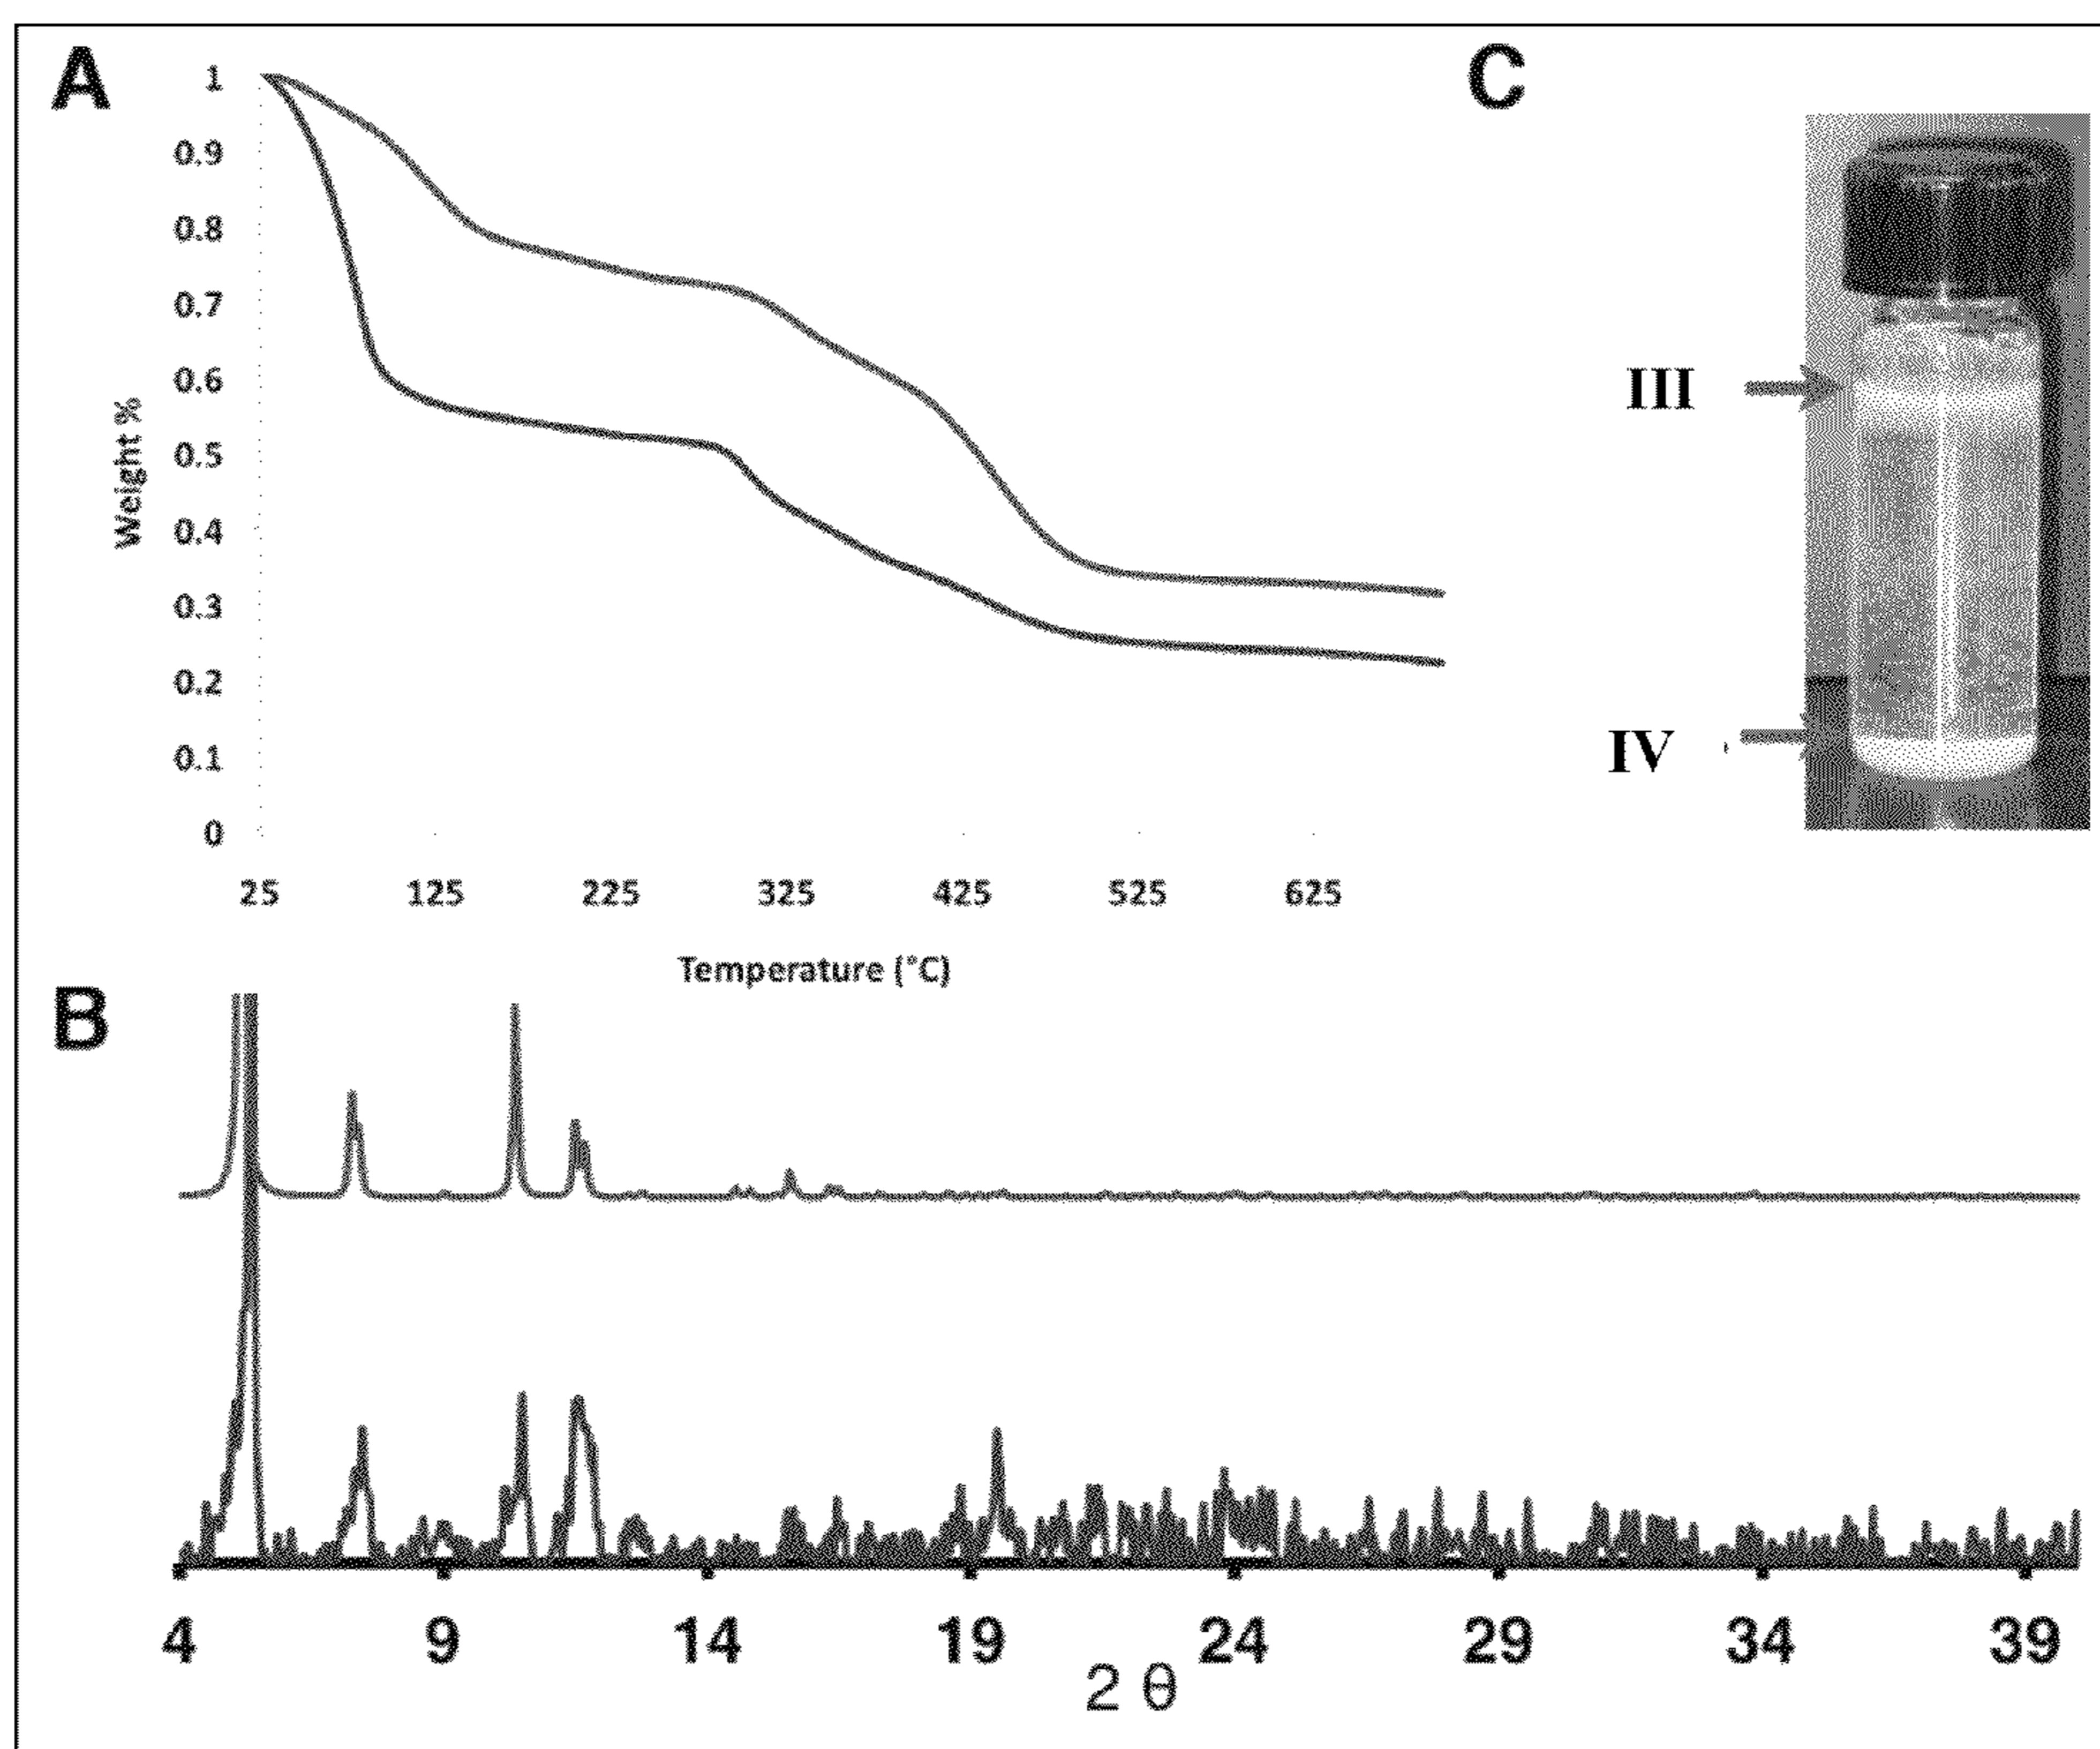 A
C
1
0.9
0.8
0.7
0.6
0.5
0.4
0.3
0.2
0.1
0
Weight %
25 125 225 325 425 525 625
Temperature (°C)
III
IV
B
4 9 14 19 24 29 34 39
2 θ